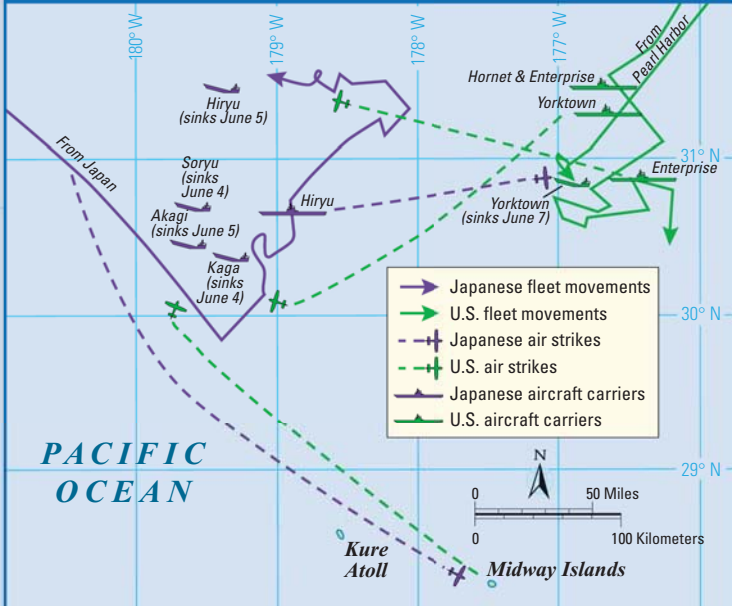 180° W
179° W
178° W
177° W
From
Pearl Harbor
Hornet & Enterprise
Yorktown
Hiryu
(sinks June 5)
31° N
From Japan
Soryu
(sinks
June 4)
Enterprise
Akagi
(sinks June 5)
Hiryu
Yorktown
(sinks June 7)
Kaga
(sinks
June 4)
30° N
Japanese fleet movements
U.S. fleet movements
Japanese air strikes
U.S. air strikes
Japanese aircraft carriers
U.S. aircraft carriers
PACIFIC
OCEAN
29° N
N
0 50 Miles
0 100 Kilometers
Kure
Atoll
Midway Islands